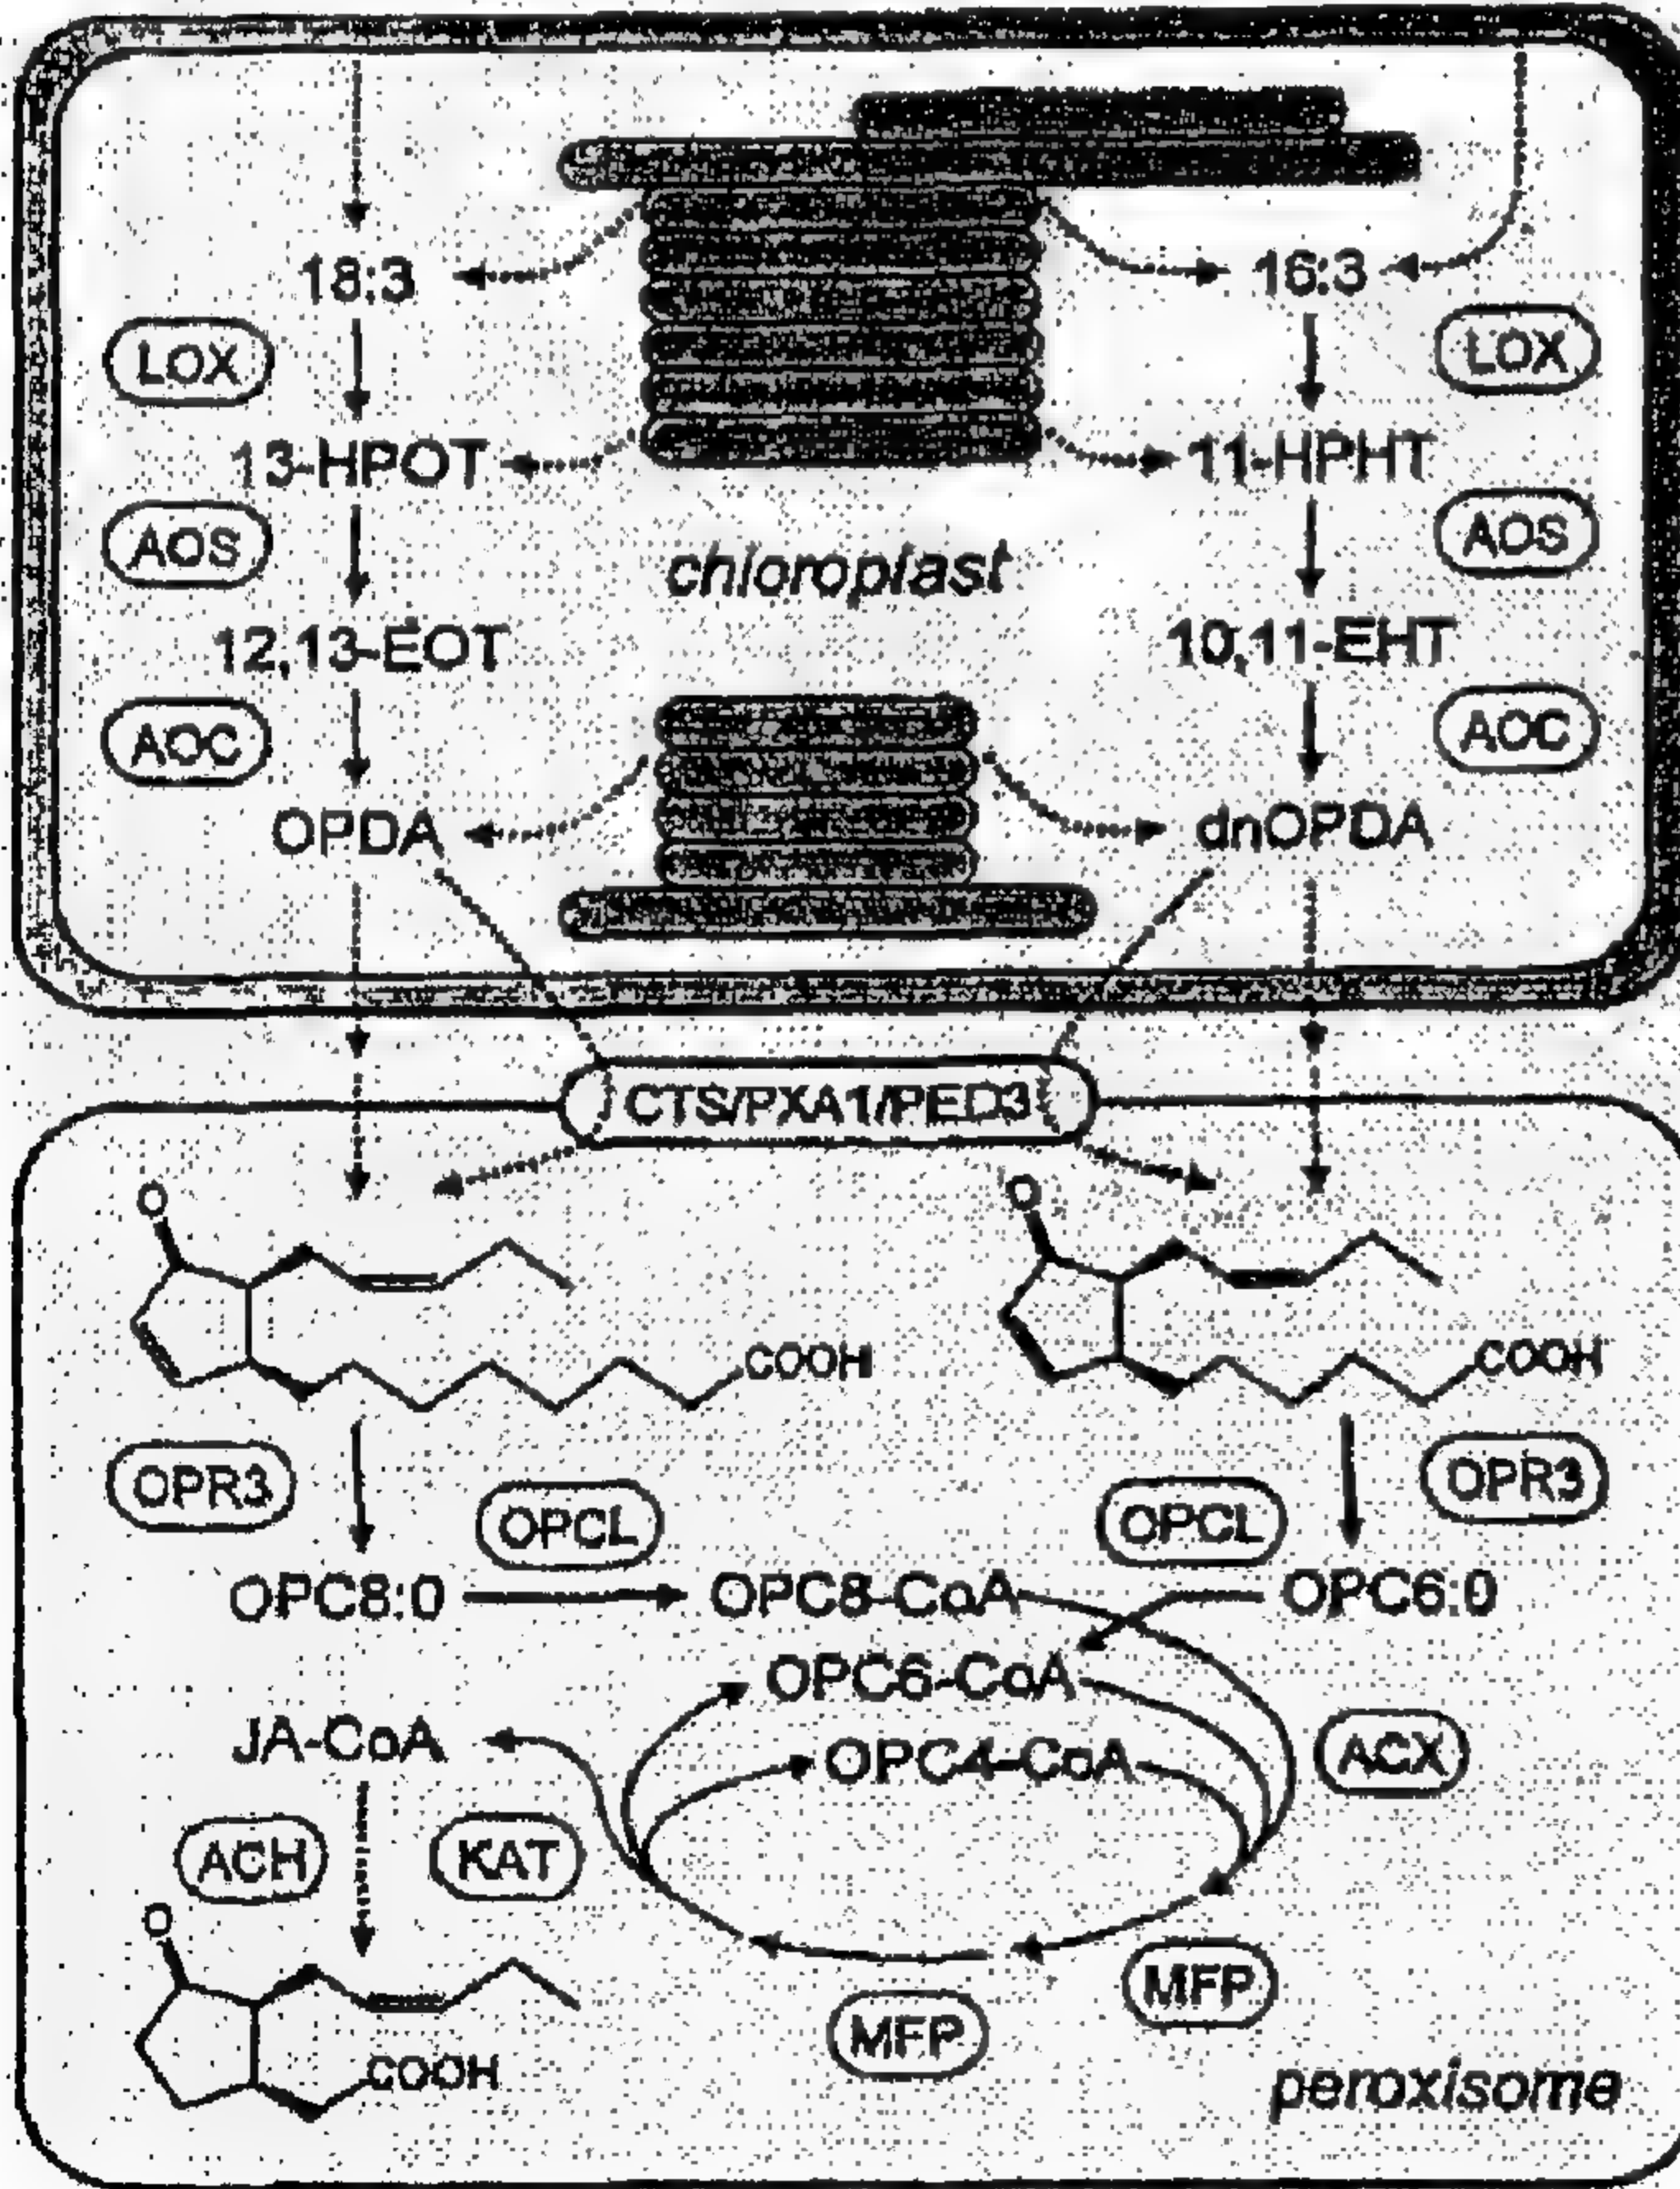 18:3 16:3
LOX LOX
13-HPOT 11-HPHT
AOS AOS
chloroplast
12,13-EOT 10,11-EHT
AOC AOC
OPDA dnOPDA
CTS/PXA1/PED3
O O
COOH COOH
OPR3 OPCL OPCL OPR3
OPC8:0 OPC8-CoA OPC6:0
OPC6-CoA
JA-CoA OPC4-CoA ACX
ACH KAT
O
MFP MFP
COOH
peroxisome